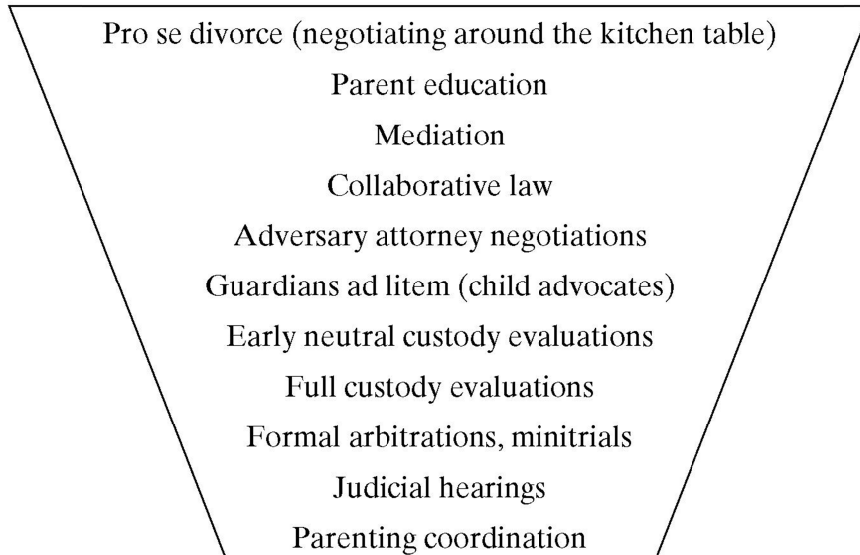 Pro se divorce (negotiating around the kitchen table)
Parent education
Mediation
Collaborative law
Adversary attorney negotiations
Guardians ad litem (child advocates)
Early neutral custody evaluations
Full custody evaluations
Formal arbitrations, minitrials
Judicial hearings
Parenting coordination